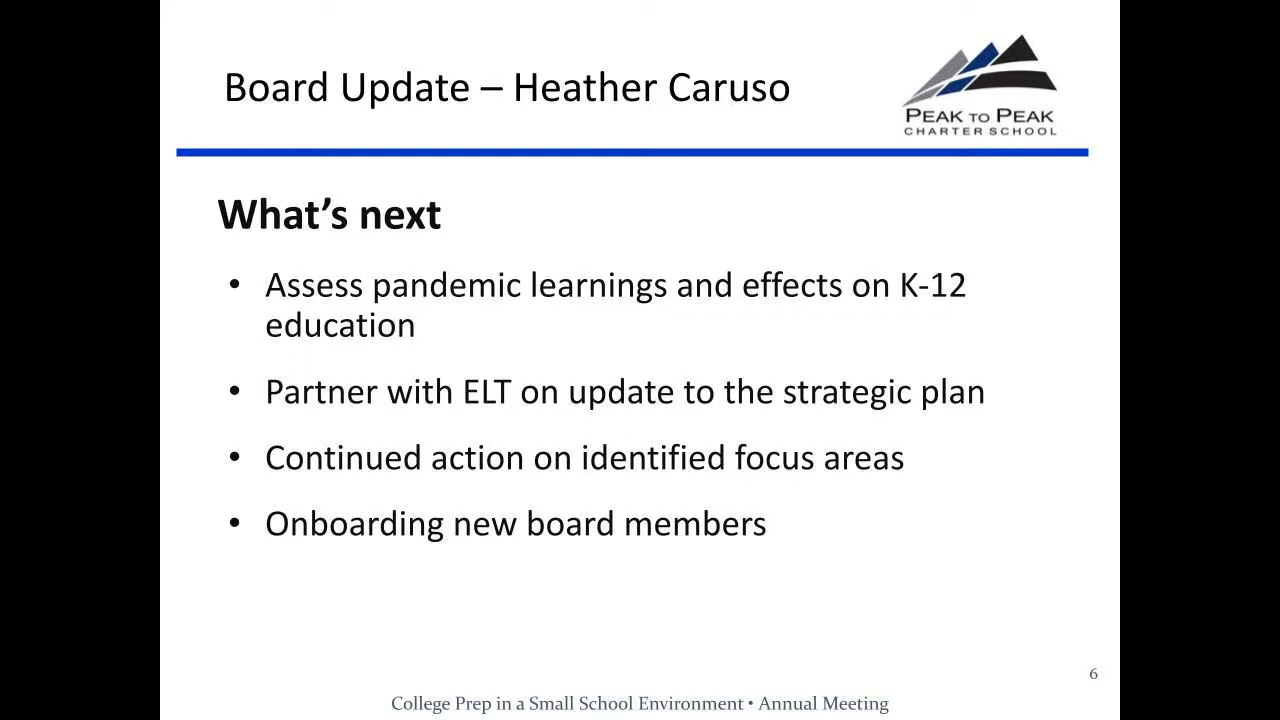 Board Update – Heather Caruso
PEAK TO PEAK
CHARTER SCHOOL
What’s next
• Assess pandemic learnings and effects on K-12
education
• Partner with ELT on update to the strategic plan
• Continued action on identified focus areas
• Onboarding new board members
6
College Prep in a Small School Environment • Annual Meeting